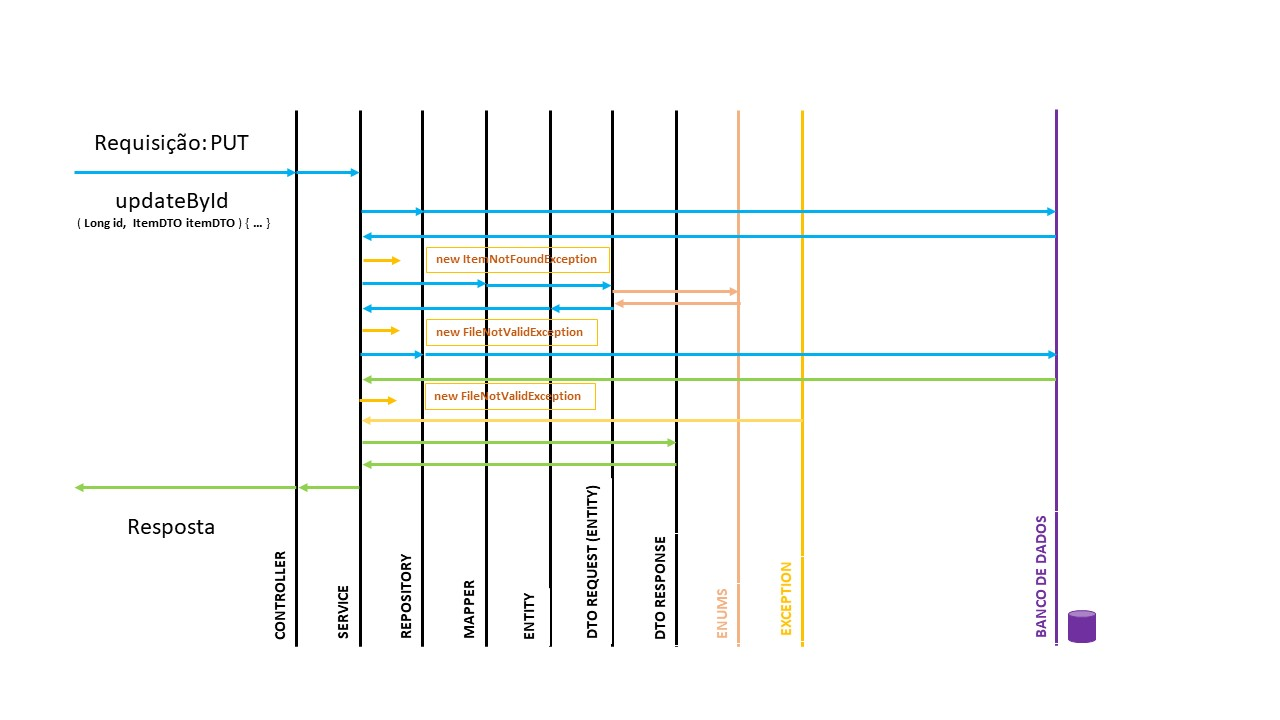 Requisição: PUT
updateById
( Long id, ItemDTO itemDTO ) { ... }
new ItemNotFoundException
new FileNotValidException
new FileNotValidException
Resposta
CONTROLLER
SERVICE
REPOSITORY
MAPPER
ENTITY
DTO REQUEST (ENTITY)
DTO RESPONSE
ENUMS
EXCEPTION
BANCO DE DADOS